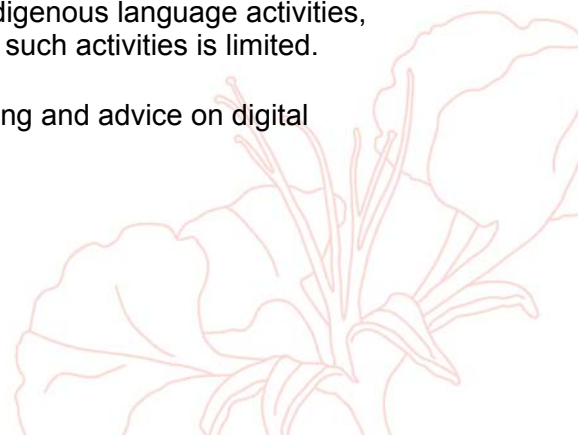 digenous language activities,
such activities is limited.
ng and advice on digital